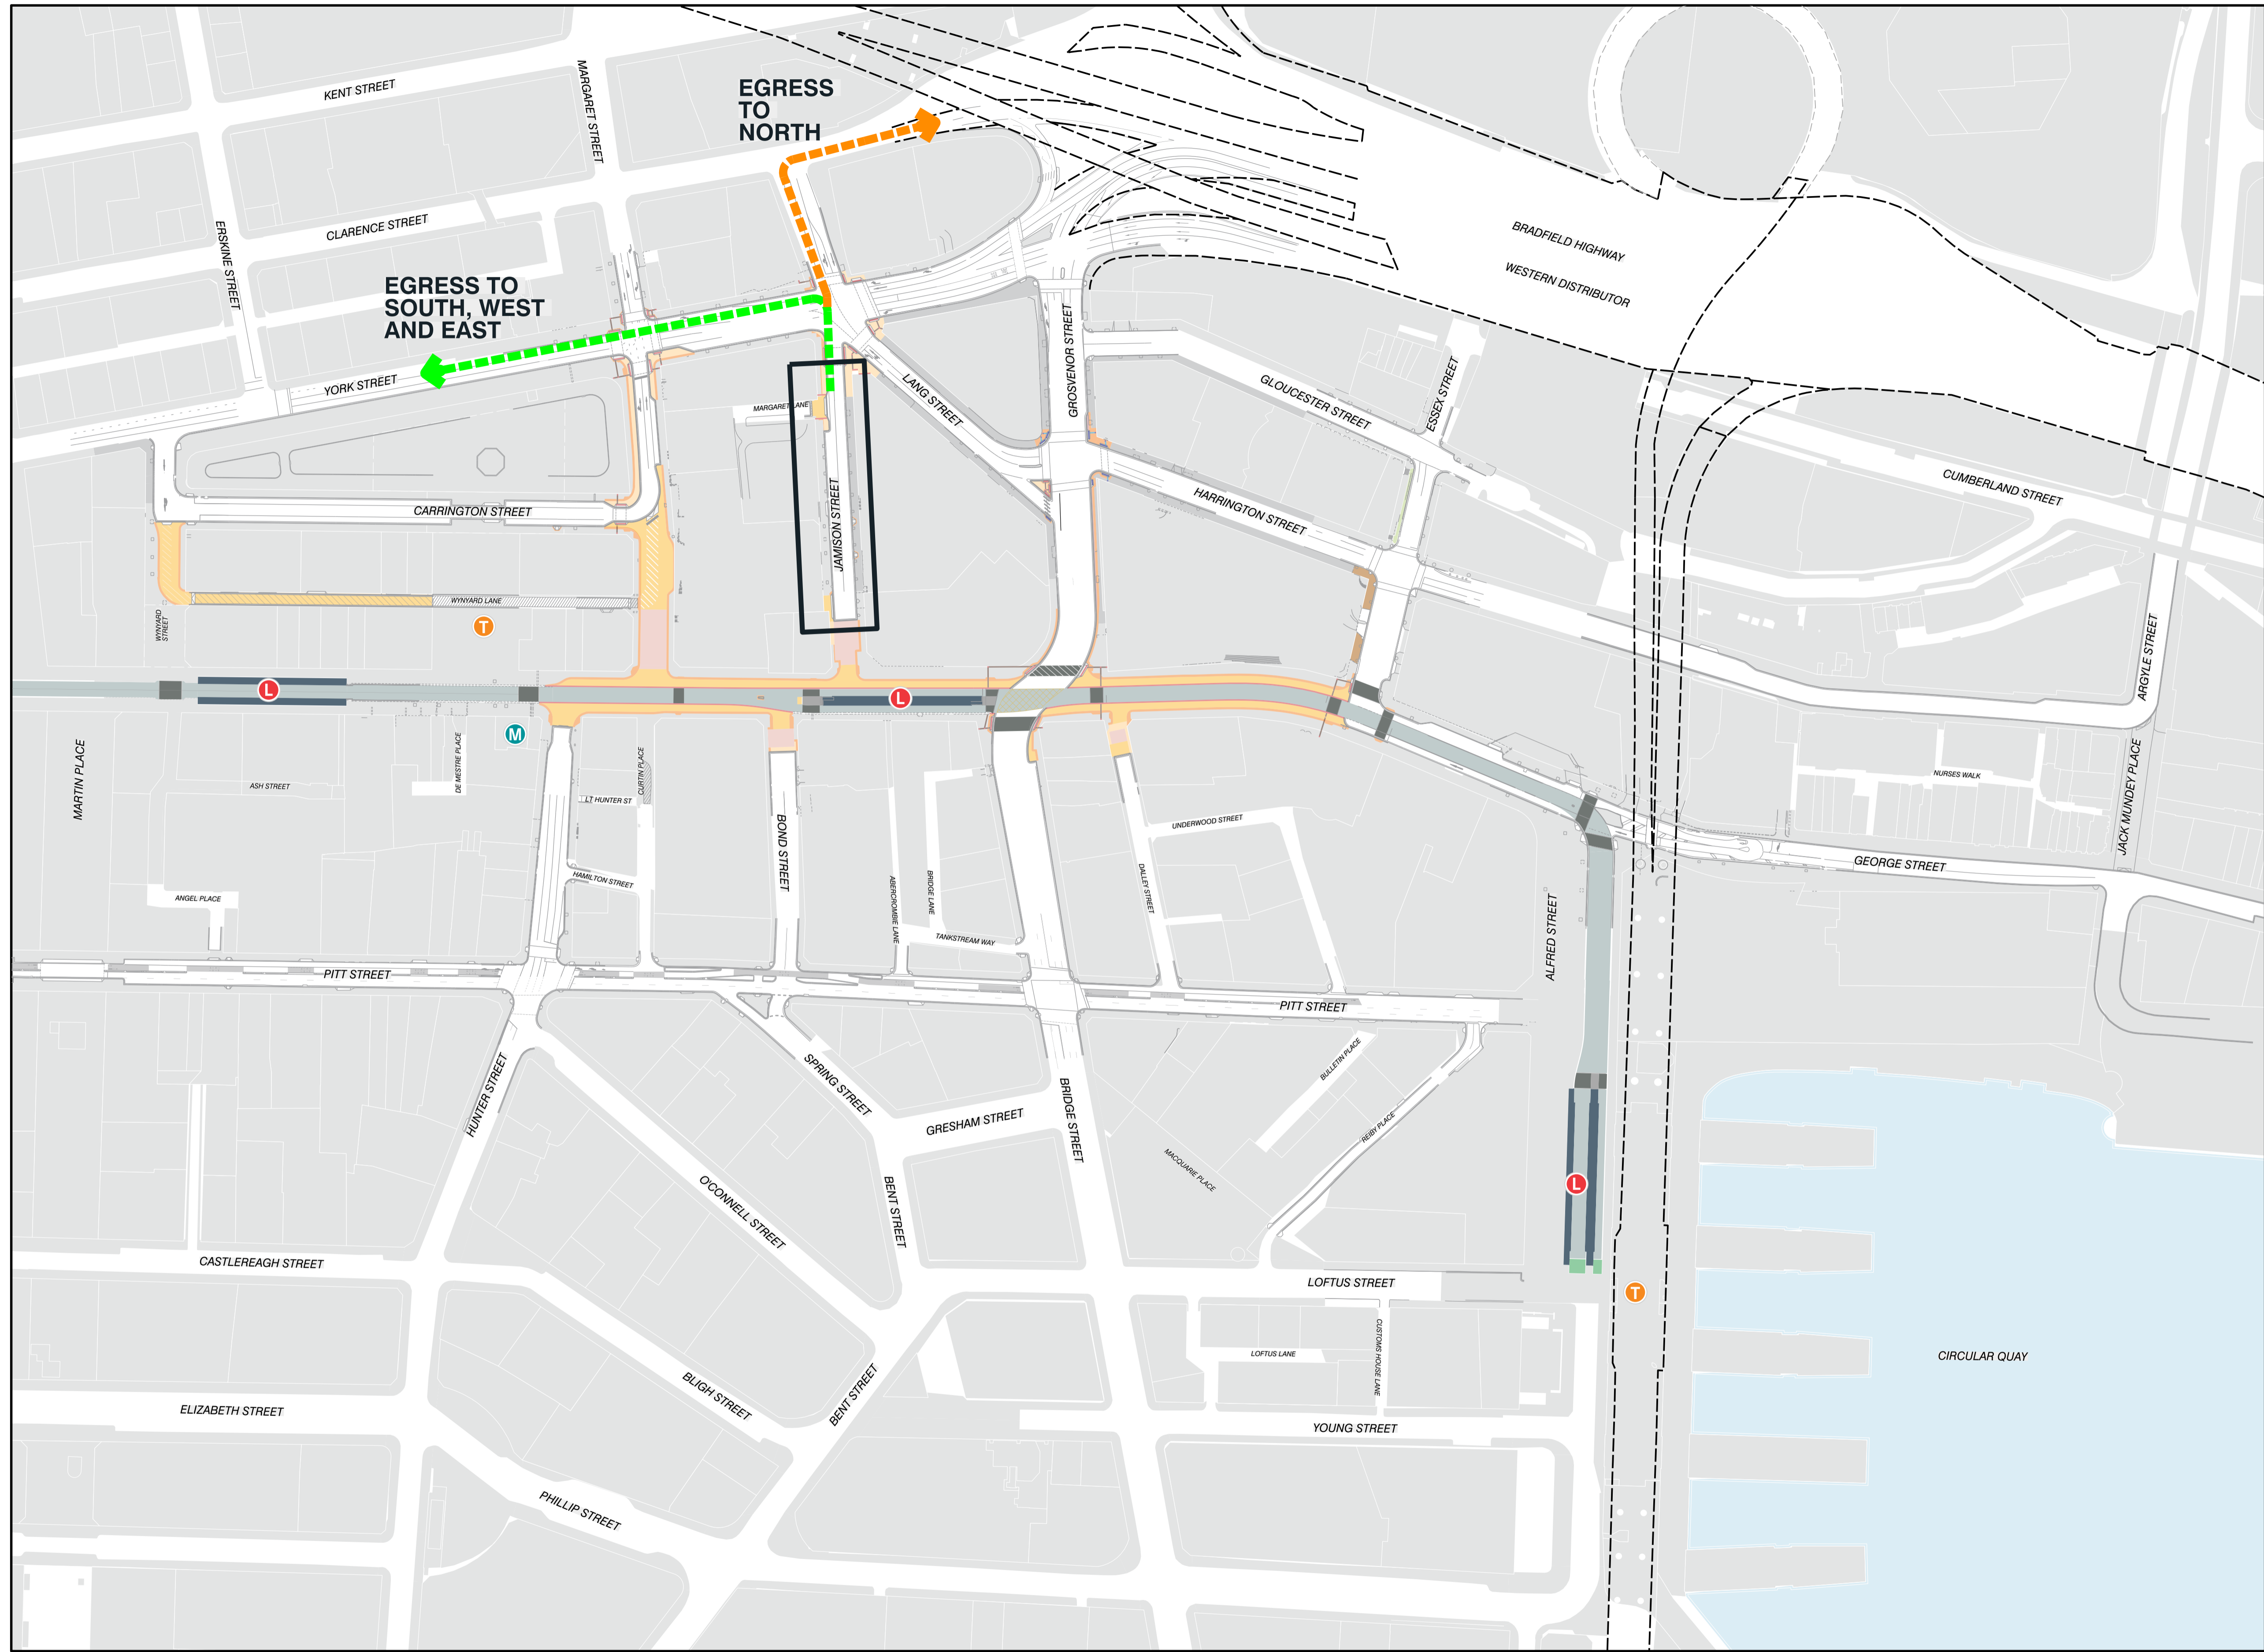 KENT STREET
MARGARET STREET
EGRESS
TO
NORTH
CLARENCE STREET
ERSKINE STREET
EGRESS TO
SOUTH, WEST
AND EAST
YORK STREET
BRADFIELD HIGHWAY
WESTERN DISTRIBUTOR
MARGARET LANE
LANG STREET
GROSVENOR STREET
GLOUCESTER STREET
ESSEX STREET
CUMBERLAND STREET
CARRINGTON STREET
JAMISON STREET
HARRINGTON STREET
WYNYARD LANE
WYNYARD
STREET
T
ARGYLE STREET
L
L
M
MARTIN PLACE
ASH STREET
DE MESTRE PLACE
CURTIN PLACE
LT HUNTER ST
BOND STREET
UNDERWOOD STREET
NURSES WALK
JACK MUNDEY PLACE
GEORGE STREET
HAMILTON STREET
ABERCROMBIE LANE
BRIDGE LANE
DALLEY STREET
ANGEL PLACE
TANKSTREAM WAY
ALFRED STREET
PITT STREET
PITT STREET
HUNTER STREET
SPRING STREET
GRESHAM STREET
BRIDGE STREET
BULLETIN PLACE
REIBY PLACE
MACQUARIE PLACE
L
O'CONNELL STREET
BENT STREET
CASTLEREAGH STREET
LOFTUS STREET
T
LOFTUS LANE
CUSTOMS HOUSE LANE
CIRCULAR QUAY
BLIGH STREET
BENT STREET
ELIZABETH STREET
YOUNG STREET
PHILLIP STREET